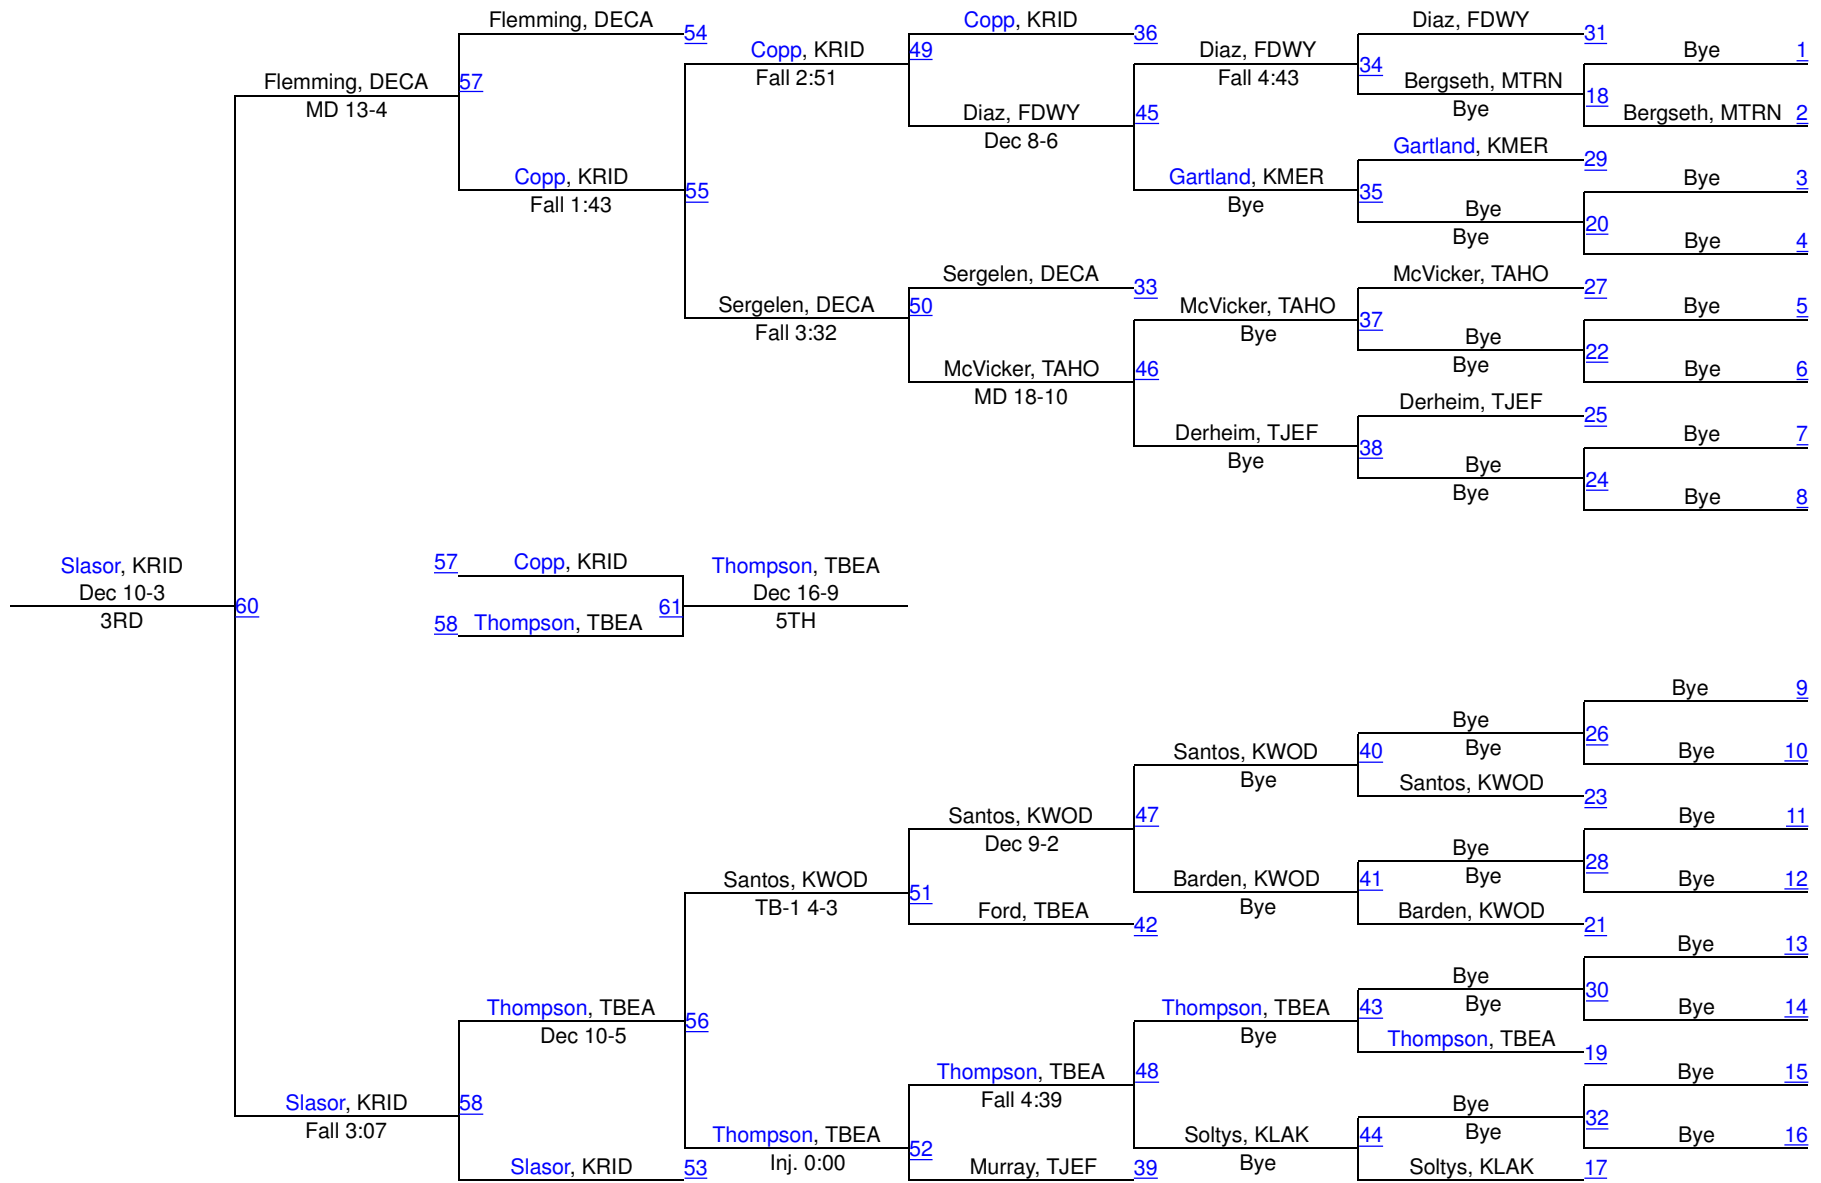 Flemming, DECA
54
Copp, KRID
36
Diaz, FDWY
31
Copp, KRID
49
Diaz, FDWY
Bye
1
Flemming, DECA
57
Fall 2:51
Fall 4:43
34
Bergseth, MTRN
18
MD 13-4
Diaz, FDWY
45
Bye
Bergseth, MTRN
2
Dec 8-6
Gartland, KMER
29
Copp, KRID
55
Gartland, KMER
35
Bye
3
Fall 1:43
Bye
Bye
20
Bye
Bye
4
Sergelen, DECA
33
McVicker, TAHO
27
Sergelen, DECA
50
McVicker, TAHO
37
Bye
5
Fall 3:32
Bye
Bye
22
McVicker, TAHO
46
Bye
Bye
6
MD 18-10
Derheim, TJEF
25
Derheim, TJEF
38
Bye
7
Bye
Bye
24
Bye
Bye
8
Slasor, KRID
57
Copp, KRID
Thompson, TBEA
Dec 10-3
60
61
Dec 16-9
3RD
58
Thompson, TBEA
5TH
Bye
9
Bye
26
Santos, KWOD
40
Bye
Bye
10
Bye
Santos, KWOD
23
Santos, KWOD
47
Bye
11
Dec 9-2
Bye
28
Santos, KWOD
51
Barden, KWOD
41
Bye
Bye
12
TB-1 4-3
Ford, TBEA
42
Bye
Barden, KWOD
21
Bye
13
Bye
30
Thompson, TBEA
56
Thompson, TBEA
43
Bye
Bye
14
Dec 10-5
Bye
Thompson, TBEA
19
Thompson, TBEA
48
Bye
15
Slasor, KRID
58
Fall 4:39
Bye
32
Fall 3:07
Thompson, TBEA
52
Soltys, KLAK
44
Bye
Bye
16
Inj. 0:00
Bye
Slasor, KRID
53
Murray, TJEF
39
Soltys, KLAK
17